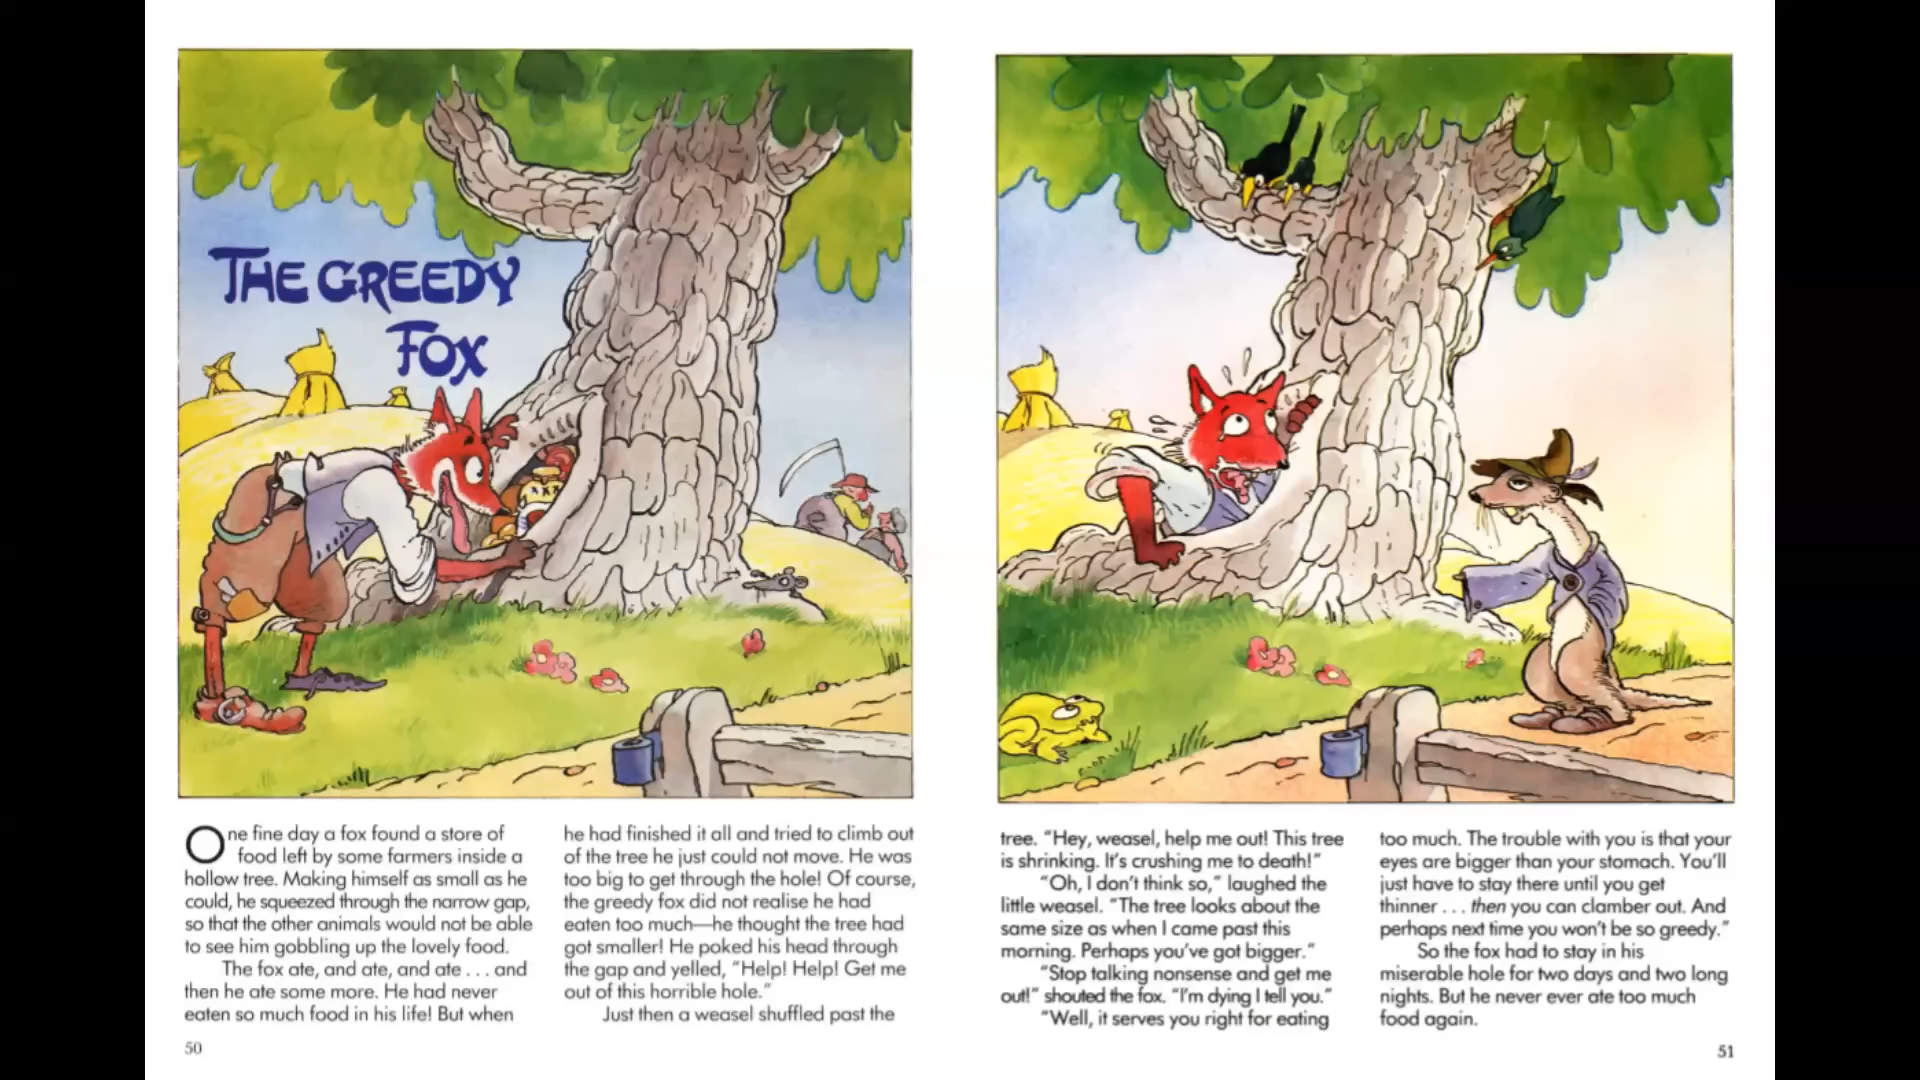 THE GREEDY
FOX
One fine day a fox found a store of
food left by some farmers inside a
hollow tree. Making himself as small as he
could, he squeezed through the narrow gap,
so that the other animals would not be able
to see him gobbling up the lovely food.
The fox ate, and ate, and ate . . . and
then he ate some more. He had never
eaten so much food in his life! But when
he had finished it all and tried to climb out
of the tree he just could not move. He was
too big to get through the hole! Of course,
the greedy fox did not realise he had
eaten too much—he thought the tree had
got smaller! He poked his head through
the gap and yelled, “Help! Help! Get me
out of this horrible hole.”
Just then a weasel shuffled past the
50
tree. “Hey, weasel, help me out! This tree
is shrinking. It’s crushing me to death!”
“Oh, I don’t think so,” laughed the
little weasel. “The tree looks about the
same size as when I came past this
morning. Perhaps you’ve got bigger.”
“Stop talking nonsense and get me
out!” shouted the fox. “I’m dying I tell you.”
“Well, it serves you right for eating
too much. The trouble with you is that your
eyes are bigger than your stomach. You’ll
just have to stay there until you get
thinner . . . then you can clamber out. And
perhaps next time you won’t be so greedy.”
So the fox had to stay in his
miserable hole for two days and two long
nights. But he never ever ate too much
food again.
51